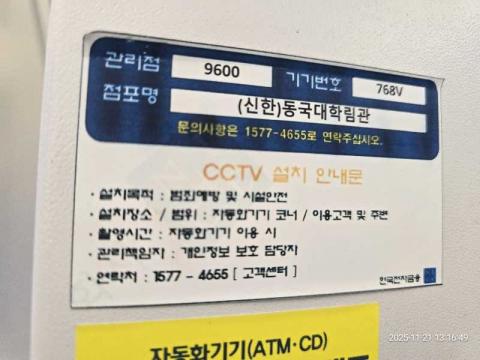 관리점 9600 기기번호 768V
점포명 (신한)동국대학림관
문의사항은 1577-4655로 연락주십시오.
CCTV 설치 안내문
· 설치목적 : 범죄예방 및 시설안전
· 설치장소 / 범위 : 자동화기기 코너 / 이용고객 및 주변
· 촬영시간 : 자동화기기 이용 시
· 관리책임자 : 개인정보 보호 담당자
· 연락처 : 1577 - 4655 [ 고객센터 ]
한국전자금융
자동화기기(ATM·CD)
2025-11-21 13:16:49